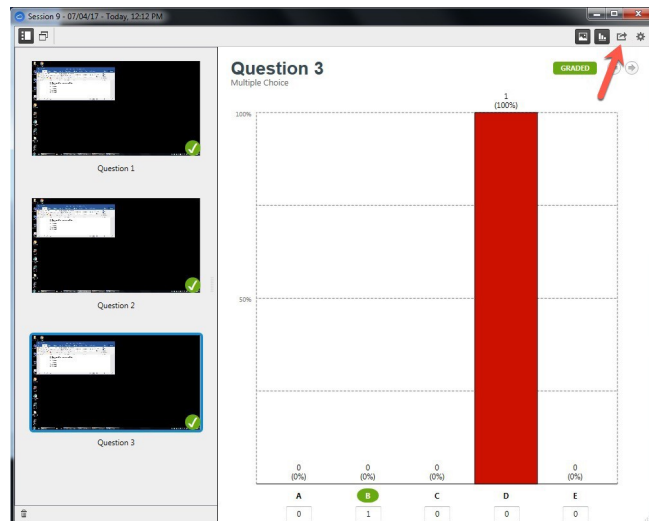 Session 9 - 07/04/17 - Today, 12:12 PM
Question 1
Question 2
Question 3
Question 3
Multiple Choice
GRADED
1
(100%)
100%
50%
0
(0%)
0
(0%)
0
(0%)
0
(0%)
A B C D E
0 1 0 0 0